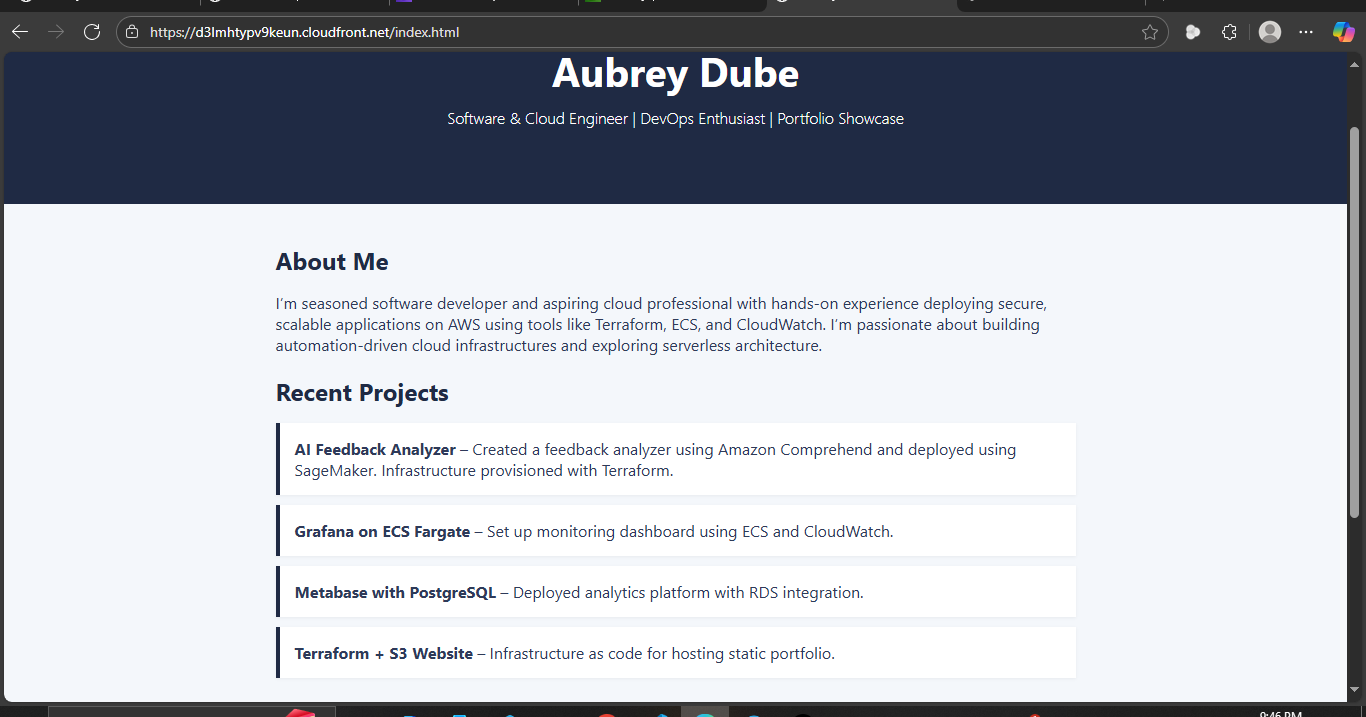 https://d3lmhtypv9keun.cloudfront.net/index.html
Aubrey Dube
Software & Cloud Engineer | DevOps Enthusiast | Portfolio Showcase
About Me
I’m seasoned software developer and aspiring cloud professional with hands-on experience deploying secure,
scalable applications on AWS using tools like Terraform, ECS, and CloudWatch. I’m passionate about building
automation-driven cloud infrastructures and exploring serverless architecture.
Recent Projects
AI Feedback Analyzer – Created a feedback analyzer using Amazon Comprehend and deployed using
SageMaker. Infrastructure provisioned with Terraform.
Grafana on ECS Fargate – Set up monitoring dashboard using ECS and CloudWatch.
Metabase with PostgreSQL – Deployed analytics platform with RDS integration.
Terraform + S3 Website – Infrastructure as code for hosting static portfolio.
9:46 PM